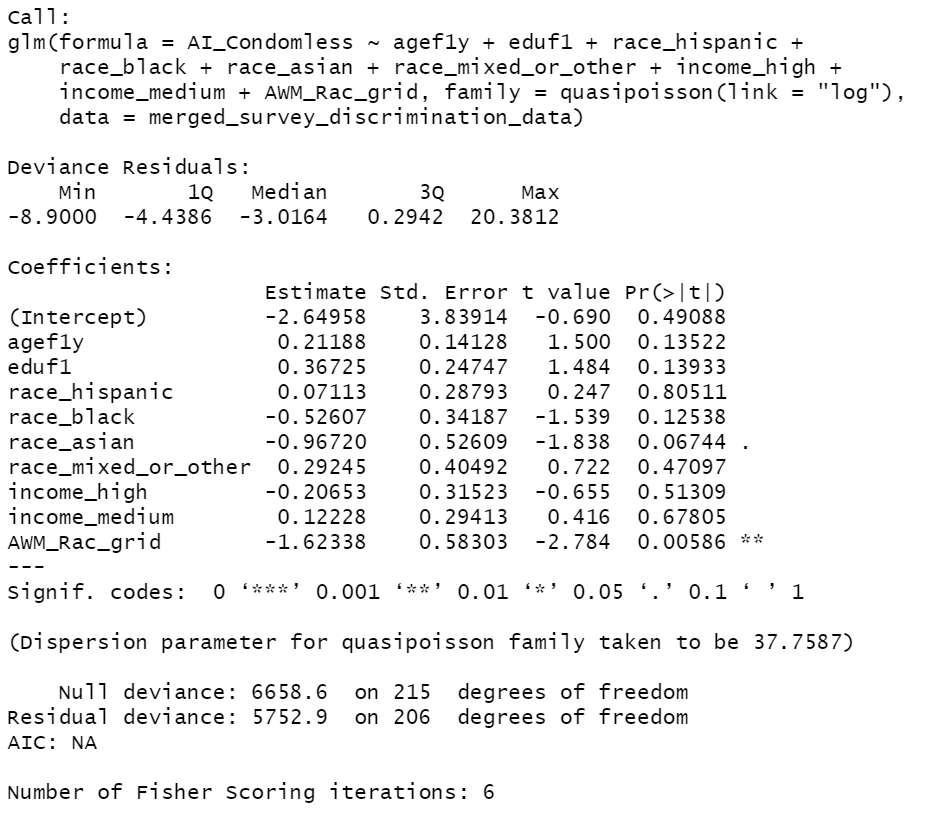 Call:
glm(formula = AI_Condomless ~ agef1y + eduf1 + race_hispanic +
    race_black + race_asian + race_mixed_or_other + income_high +
    income_medium + AWM_Rac_grid, family = quasipoisson(link = "log"),
    data = merged_survey_discrimination_data)

Deviance Residuals:
    Min       1Q   Median       3Q      Max
-8.9000  -4.4386  -3.0164   0.2942  20.3812

Coefficients:
                    Estimate Std. Error t value Pr(>|t|)
(Intercept)         -2.64958    3.83914  -0.690  0.49088
agef1y               0.21188    0.14128   1.500  0.13522
eduf1                0.36725    0.24747   1.484  0.13933
race_hispanic        0.07113    0.28793   0.247  0.80511
race_black          -0.52607    0.34187  -1.539  0.12538
race_asian          -0.96720    0.52609  -1.838  0.06744 .
race_mixed_or_other  0.29245    0.40492   0.722  0.47097
income_high         -0.20653    0.31523  -0.655  0.51309
income_medium        0.12228    0.29413   0.416  0.67805
AWM_Rac_grid        -1.62338    0.58303  -2.784  0.00586 **
---
Signif. codes:  0 ‘***’ 0.001 ‘**’ 0.01 ‘*’ 0.05 ‘.’ 0.1 ‘ ’ 1

(Dispersion parameter for quasipoisson family taken to be 37.7587)

    Null deviance: 6658.6  on 215  degrees of freedom
Residual deviance: 5752.9  on 206  degrees of freedom
AIC: NA

Number of Fisher Scoring iterations: 6